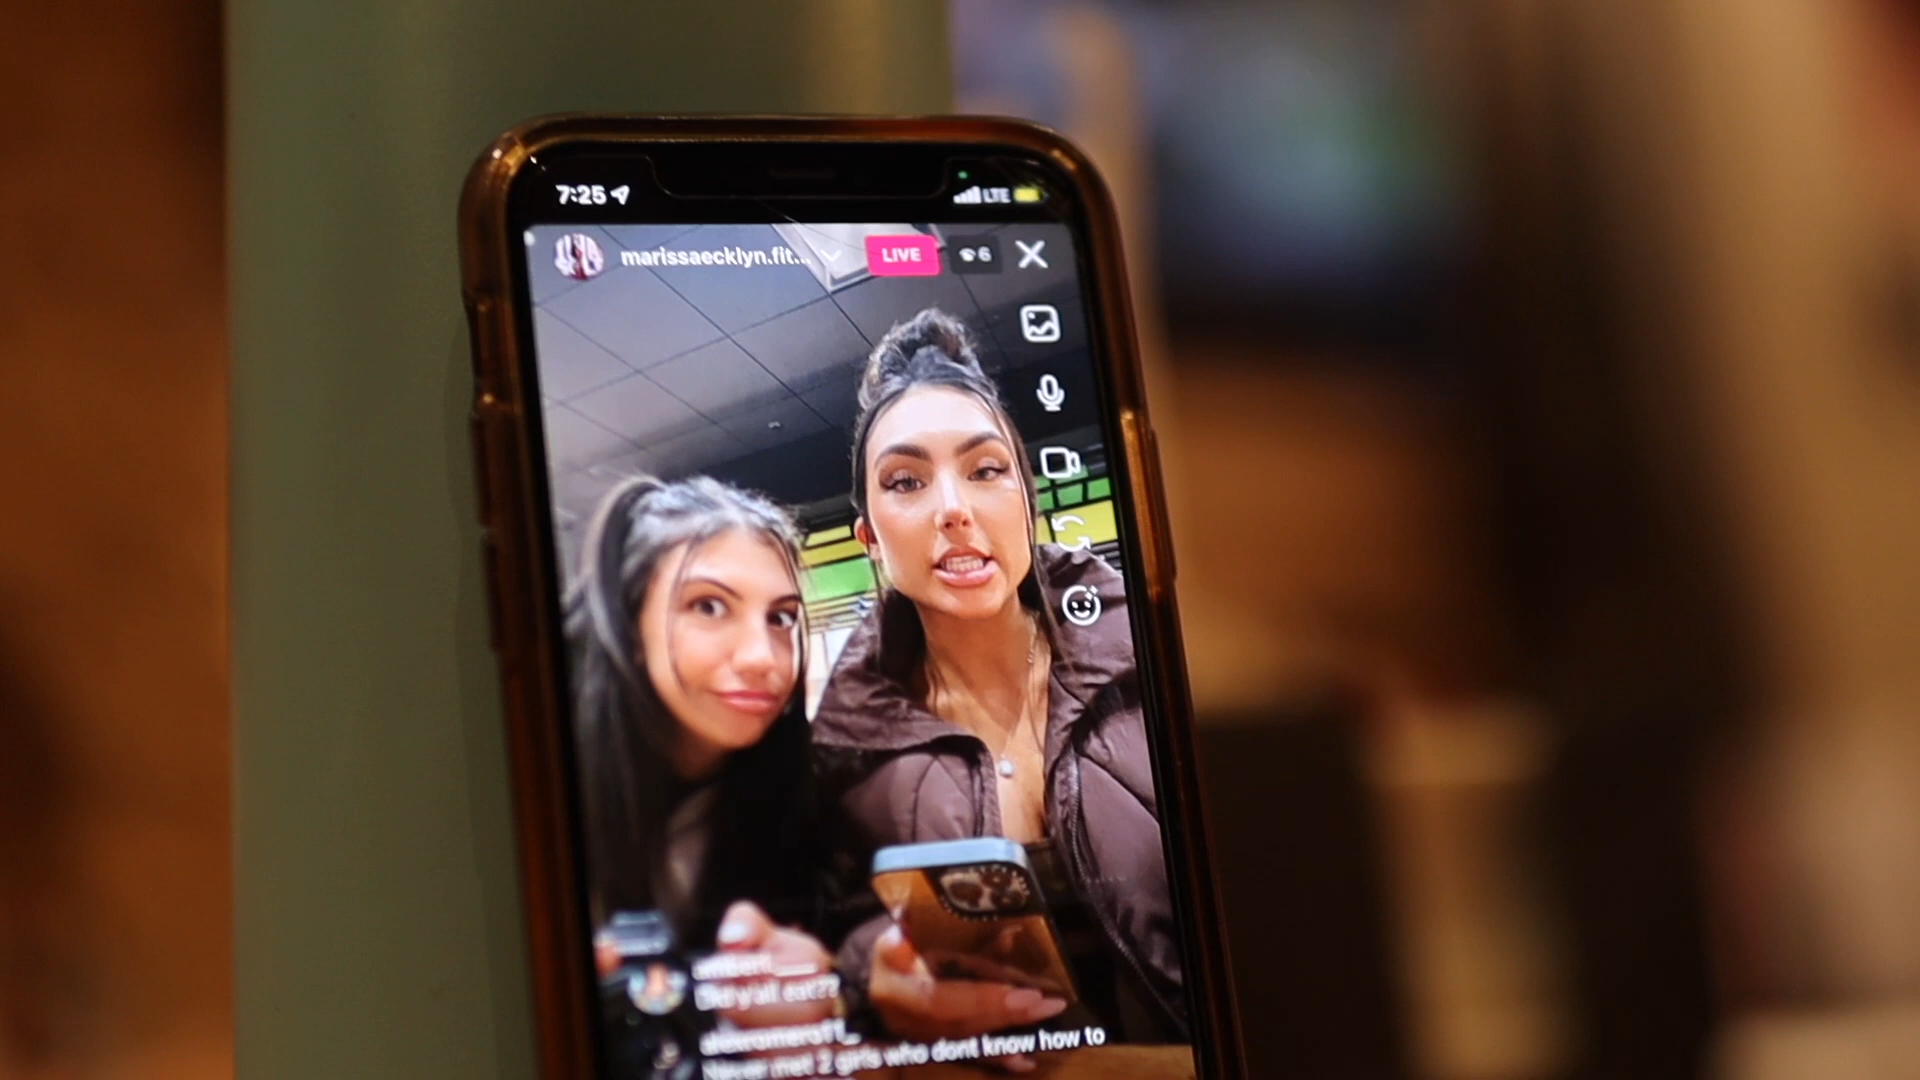 7:25
LTE
marissaecklyn.fit...
LIVE
6
Did y'all eat??
Never met 2 girls who dont know how to